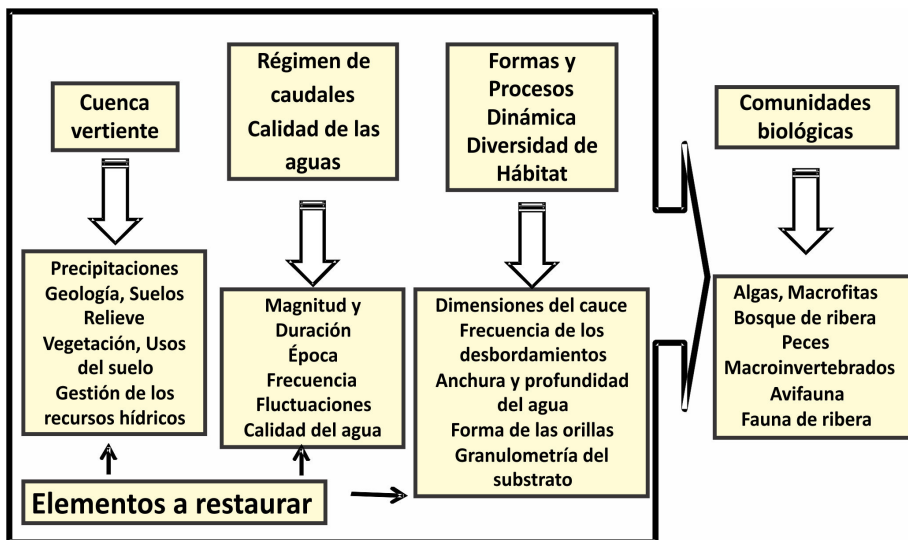 Cuenca
vertiente
Precipitaciones
Geología, Suelos
Relieve
Vegetación, Usos
del suelo
Gestión de los
recursos hídricos
Régimen de
caudales
Calidad de las
aguas
Magnitud y
Duración
Época
Frecuencia
Fluctuaciones
Calidad del agua
Formas y
Procesos
Dinámica
Diversidad de
Hábitat
Dimensiones del cauce
Frecuencia de los
desbordamientos
Anchura y profundidad
del agua
Forma de las orillas
Granulometría del
substrato
Comunidades
biológicas
Algas, Macrofitas
Bosque de ribera
Peces
Macroinvertebrados
Avifauna
Fauna de ribera
Elementos a restaurar